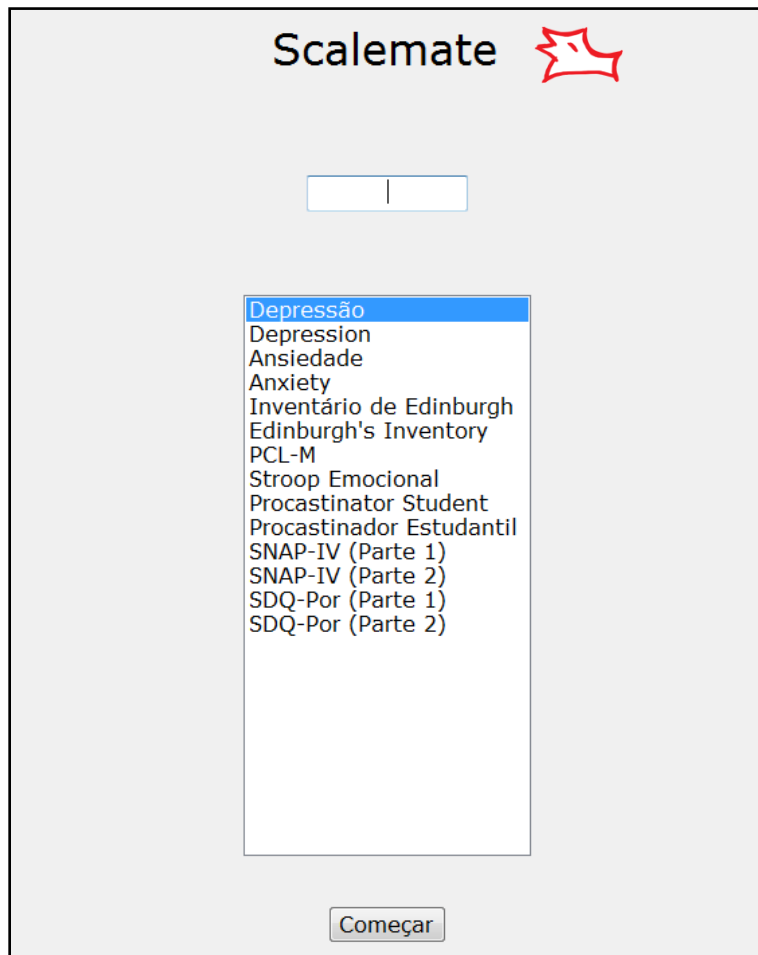 Scalemate
Depressão
Depression
Ansiedade
Anxiety
Inventário de Edinburgh
Edinburgh's Inventory
PCL-M
Stroop Emocional
Procastinator Student
Procastinador Estudantil
SNAP-IV (Parte 1)
SNAP-IV (Parte 2)
SDQ-Por (Parte 1)
SDQ-Por (Parte 2)
Começar